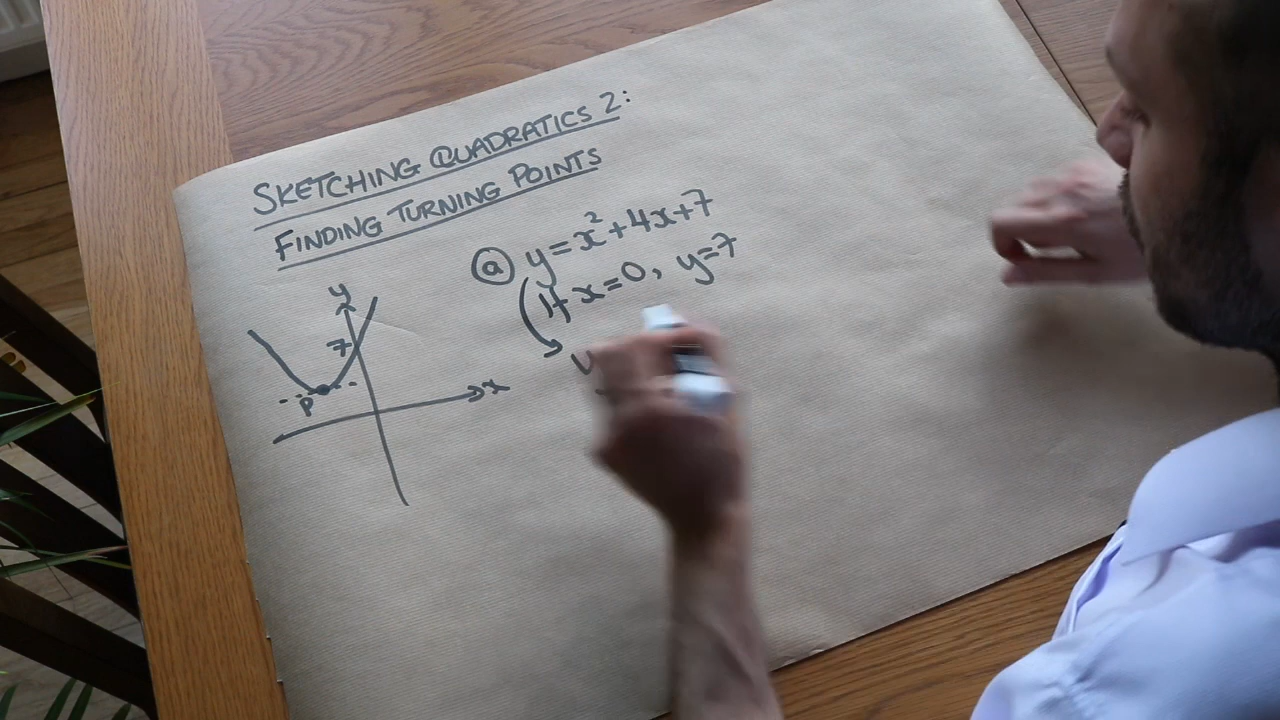 SKETCHING QUADRATICS 2:
FINDING TURNING POINTS
a y=x²+4x+7
If x=0, y=7
y
7
x
P